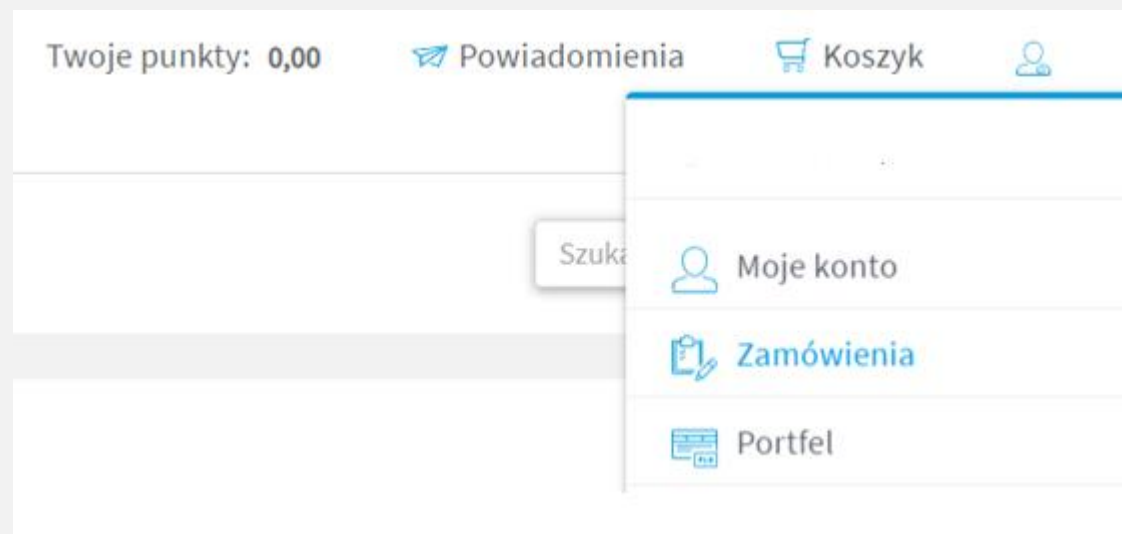 Twoje punkty: 0,00 Powiadomienia Koszyk
Szuka
Moje konto
Zamówienia
Portfel